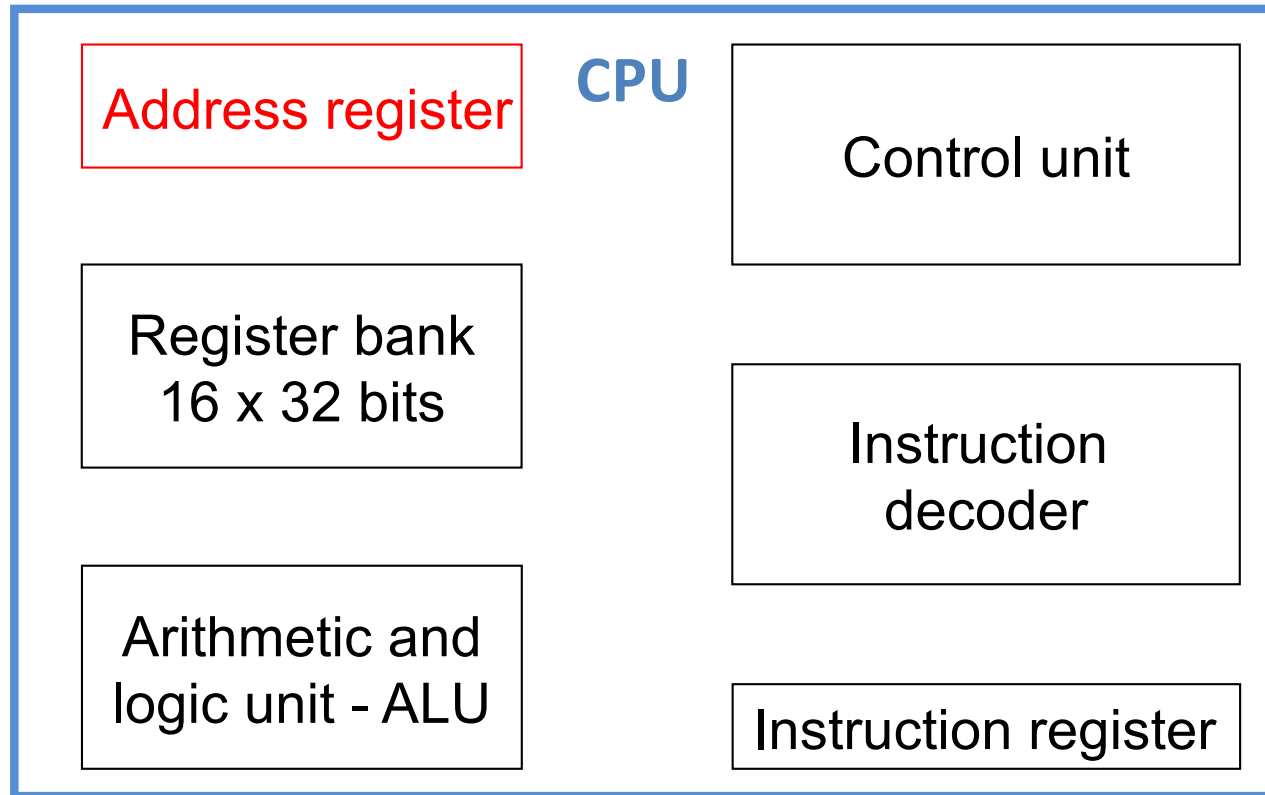 CPU
Address register
Register bank
16 x 32 bits
Arithmetic and
logic unit - ALU
Control unit
Instruction
decoder
Instruction register